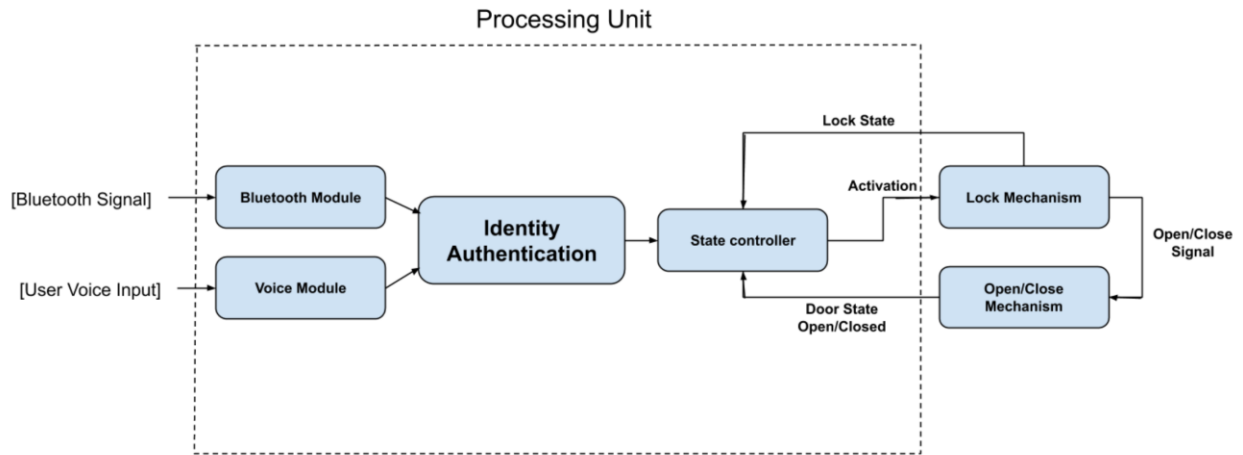 Processing Unit
Lock State
[Bluetooth Signal]
Bluetooth Module
Activation
Lock Mechanism
Identity
Authentication
State controller
Open/Close
Signal
[User Voice Input]
Voice Module
Open/Close
Mechanism
Door State
Open/Closed